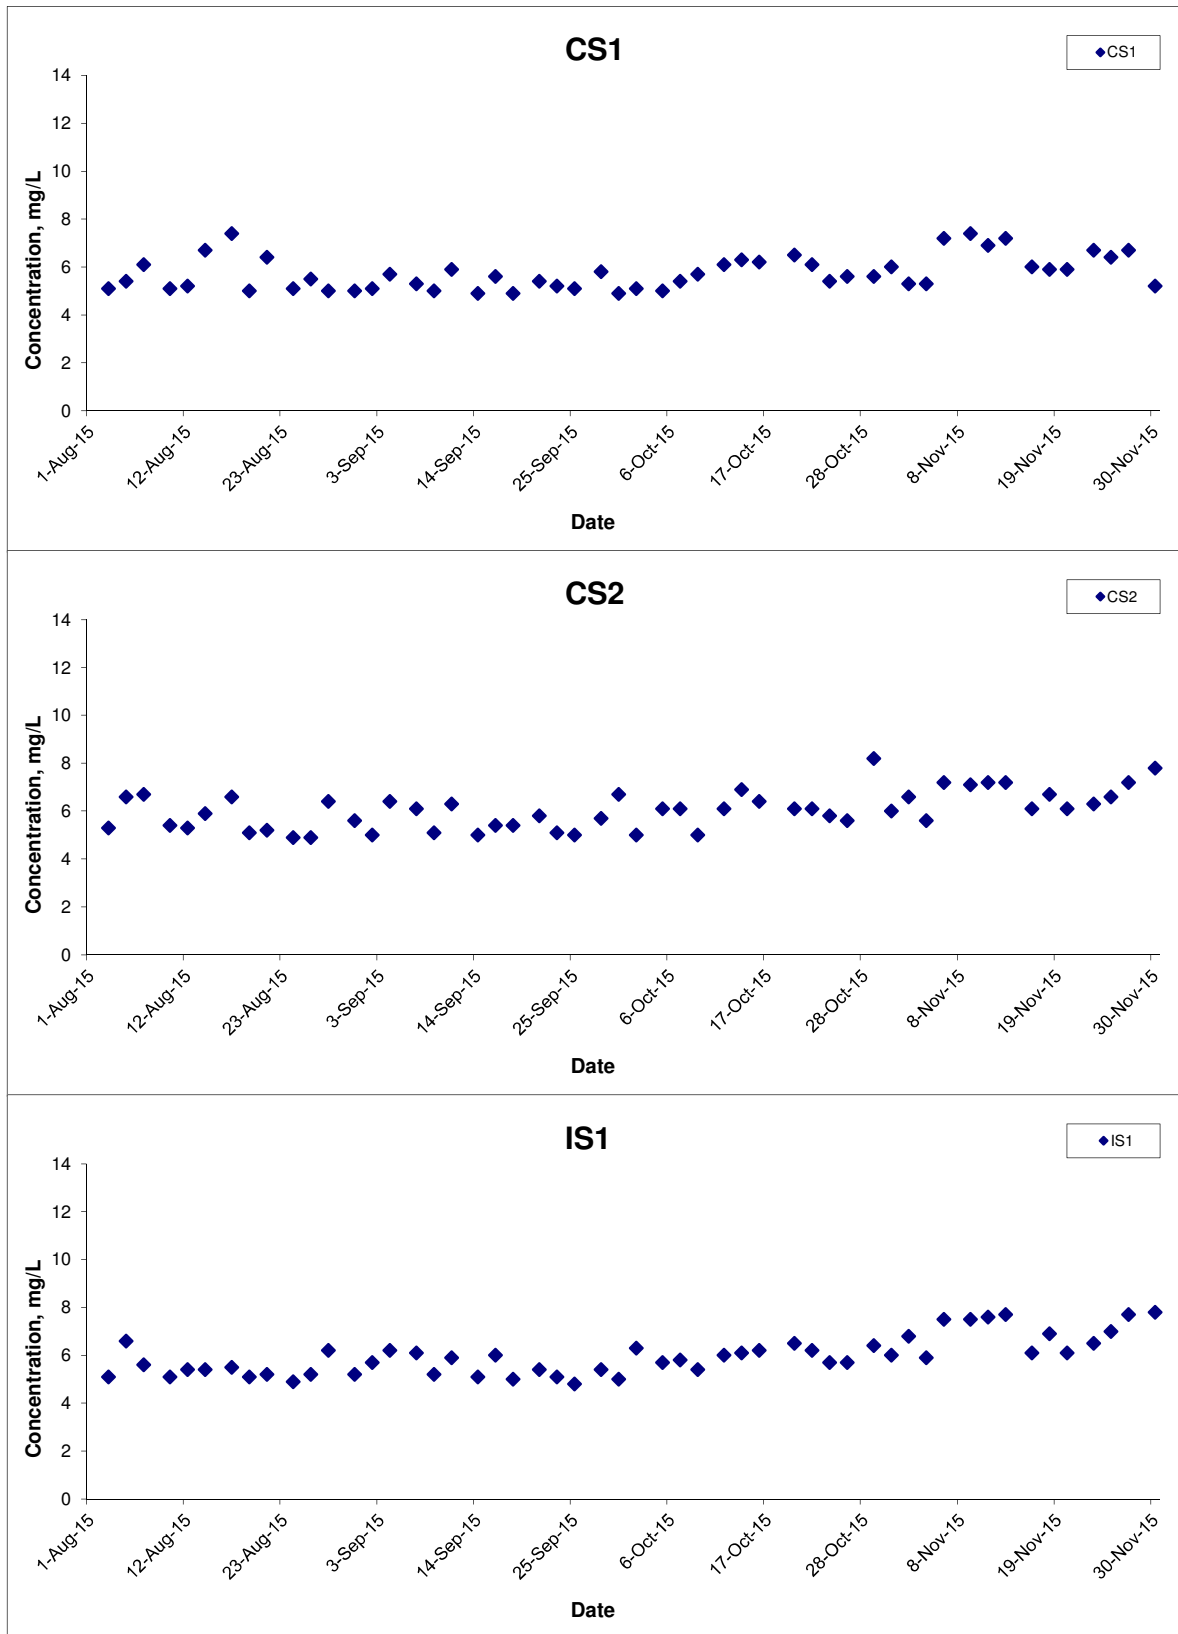 CS1
CS1
Concentration, mg/L
14
12
10
8
6
4
2
0
1-Aug-15
12-Aug-15
23-Aug-15
3-Sep-15
14-Sep-15
25-Sep-15
6-Oct-15
17-Oct-15
28-Oct-15
8-Nov-15
19-Nov-15
30-Nov-15
Date
CS2
CS2
Concentration, mg/L
14
12
10
8
6
4
2
0
1-Aug-15
12-Aug-15
23-Aug-15
3-Sep-15
14-Sep-15
25-Sep-15
6-Oct-15
17-Oct-15
28-Oct-15
8-Nov-15
19-Nov-15
30-Nov-15
Date
IS1
IS1
Concentration, mg/L
14
12
10
8
6
4
2
0
1-Aug-15
12-Aug-15
23-Aug-15
3-Sep-15
14-Sep-15
25-Sep-15
6-Oct-15
17-Oct-15
28-Oct-15
8-Nov-15
19-Nov-15
30-Nov-15
Date